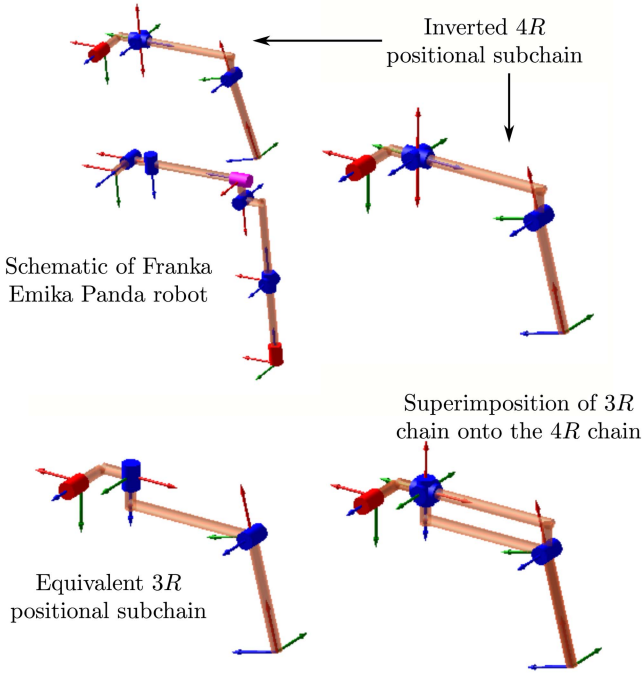 Inverted 4R
positional subchain
Schematic of Franka
Emika Panda robot
Superimposition of 3R
chain onto the 4R chain
Equivalent 3R
positional subchain